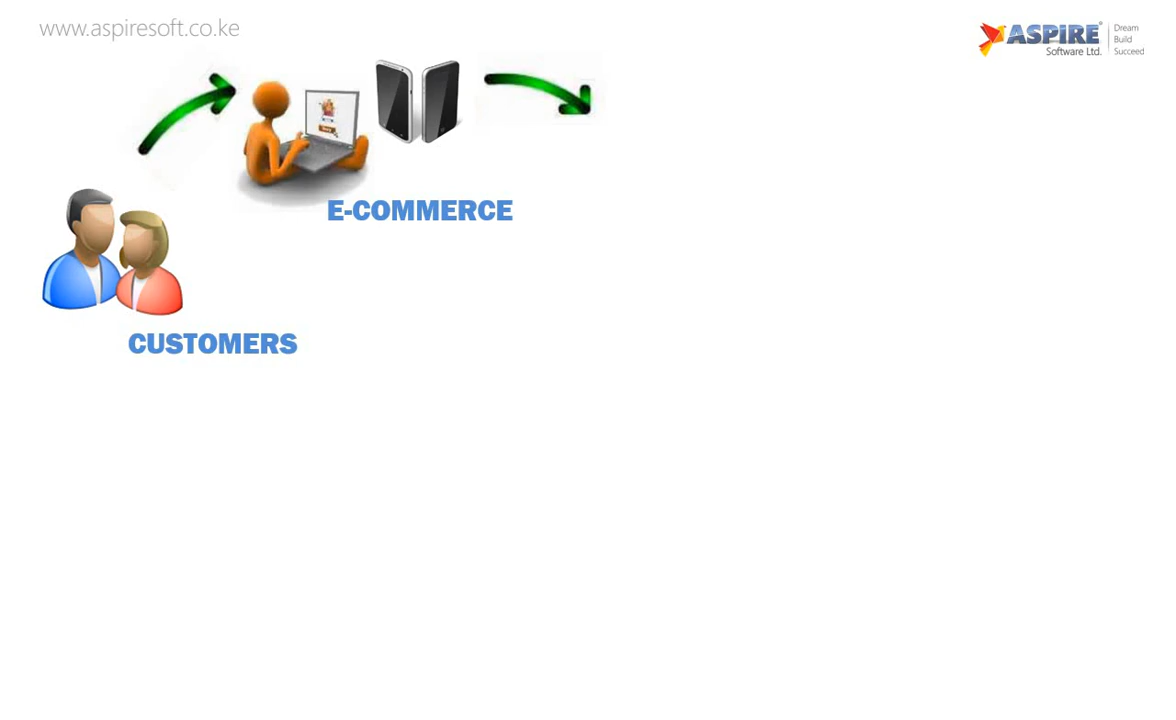 www.aspiresoft.co.ke
ASPIRE®
Software Ltd.
Dream
Build
Succeed
E-COMMERCE
CUSTOMERS